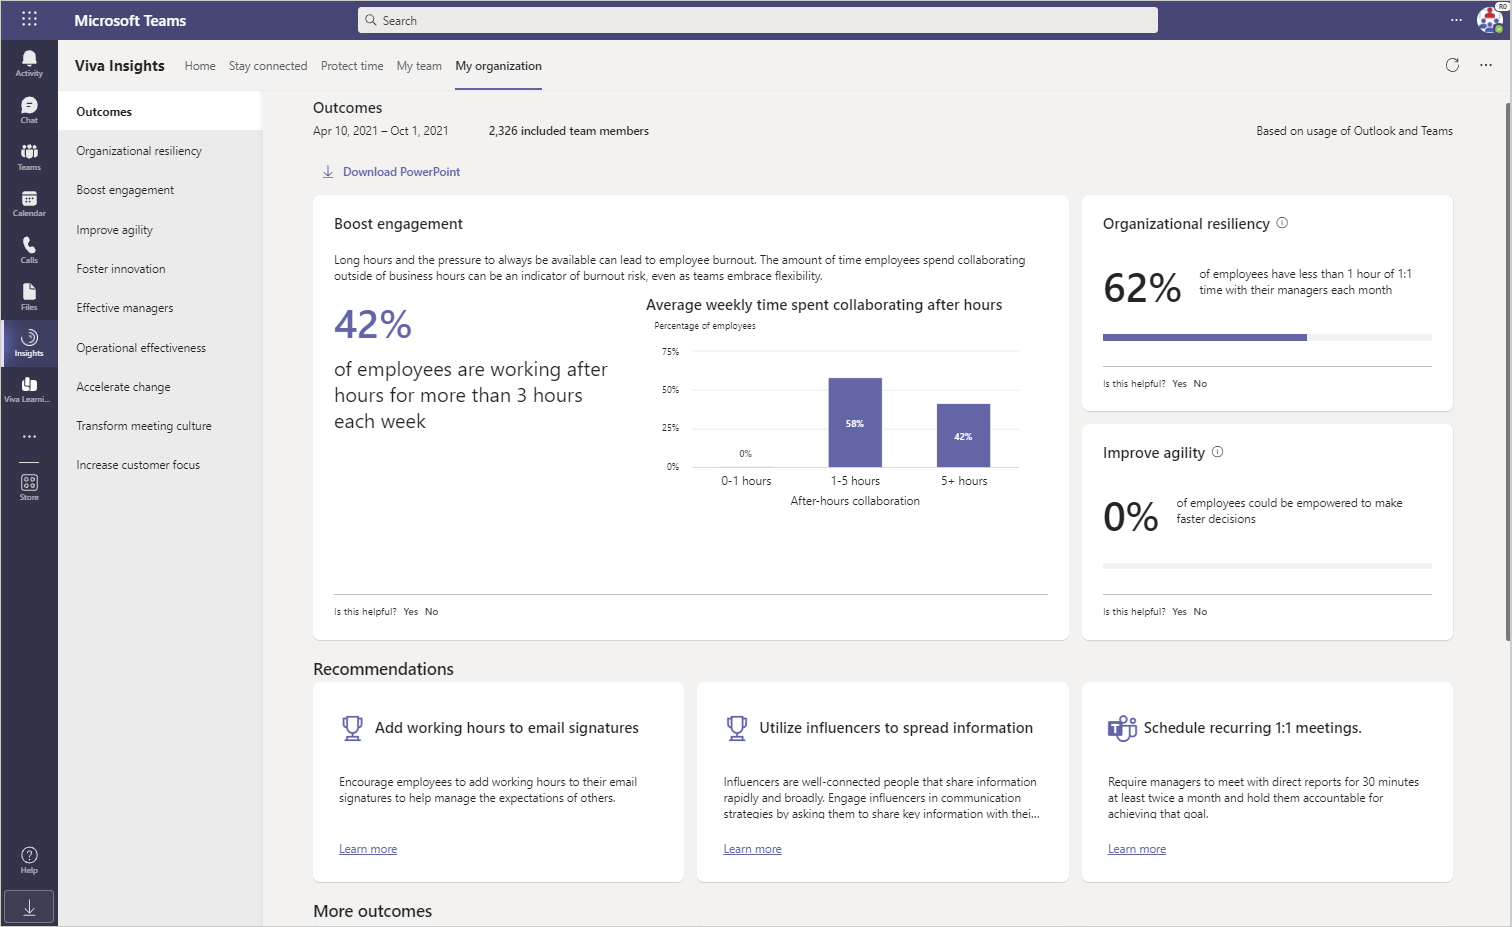 Microsoft Teams
Search
RO
Activity
Chat
Teams
Calendar
Calls
Files
Insights
Viva Learni...
Store
Help
Viva Insights
Home
Stay connected
Protect time
My team
My organization
Outcomes
Organizational resiliency
Boost engagement
Improve agility
Foster innovation
Effective managers
Operational effectiveness
Accelerate change
Transform meeting culture
Increase customer focus
Outcomes
Apr 10, 2021 – Oct 1, 2021
2,326 included team members
Based on usage of Outlook and Teams
Download PowerPoint
Boost engagement
Long hours and the pressure to always be available can lead to employee burnout. The amount of time employees spend collaborating
outside of business hours can be an indicator of burnout risk, even as teams embrace flexibility.
42%
of employees are working after
hours for more than 3 hours
each week
Average weekly time spent collaborating after hours
Percentage of employees
75%
50%
25%
0%
0%
58%
42%
0-1 hours
1-5 hours
5+ hours
After-hours collaboration
Is this helpful? Yes No
Organizational resiliency
62%
of employees have less than 1 hour of 1:1
time with their managers each month
Is this helpful? Yes No
Improve agility
0%
of employees could be empowered to make
faster decisions
Is this helpful? Yes No
Recommendations
Add working hours to email signatures
Encourage employees to add working hours to their email
signatures to help manage the expectations of others.
Learn more
Utilize influencers to spread information
Influencers are well-connected people that share information
rapidly and broadly. Engage influencers in communication
strategies by asking them to share key information with thei...
Learn more
Schedule recurring 1:1 meetings.
Require managers to meet with direct reports for 30 minutes
at least twice a month and hold them accountable for
achieving that goal.
Learn more
More outcomes